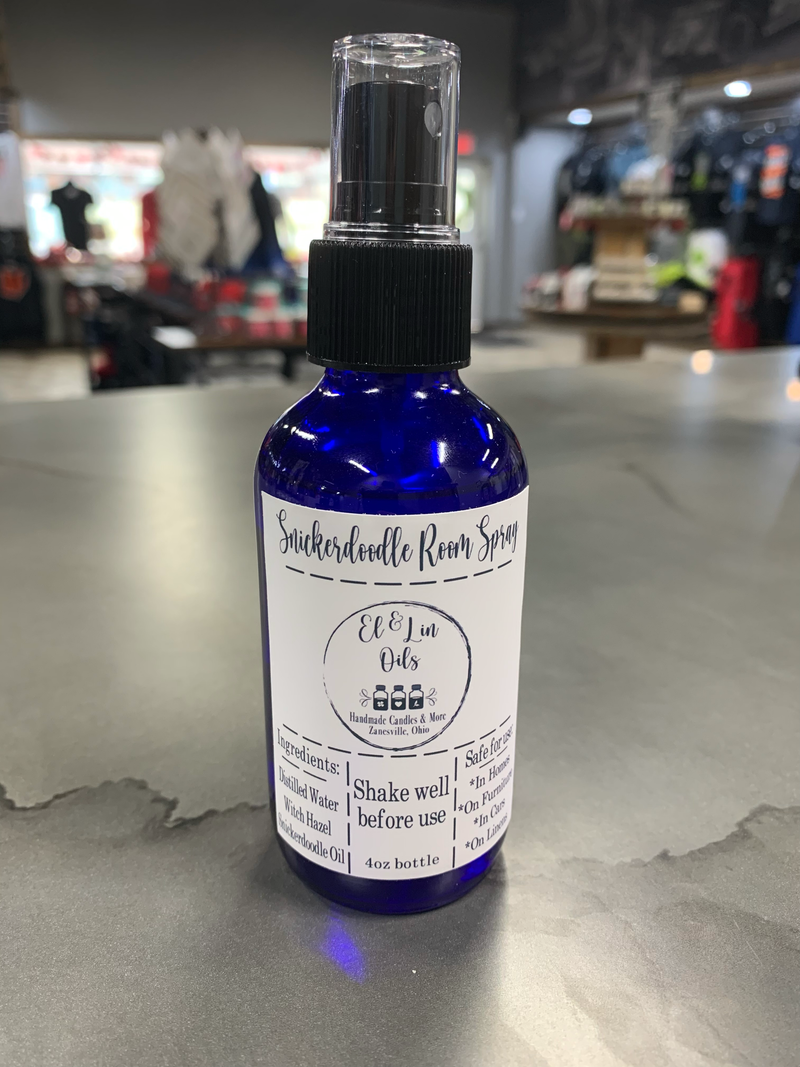 Snickerdoodle Room Spray
El & Lin
Oils
Handmade Candles & More
Zanesville, Ohio
Ingredients:
Distilled Water
Witch Hazel
Snickerdoodle Oil
Shake well
before use
4oz bottle
Safe for use:
*In Homes
*On Furniture
*In Cars
*On Linens